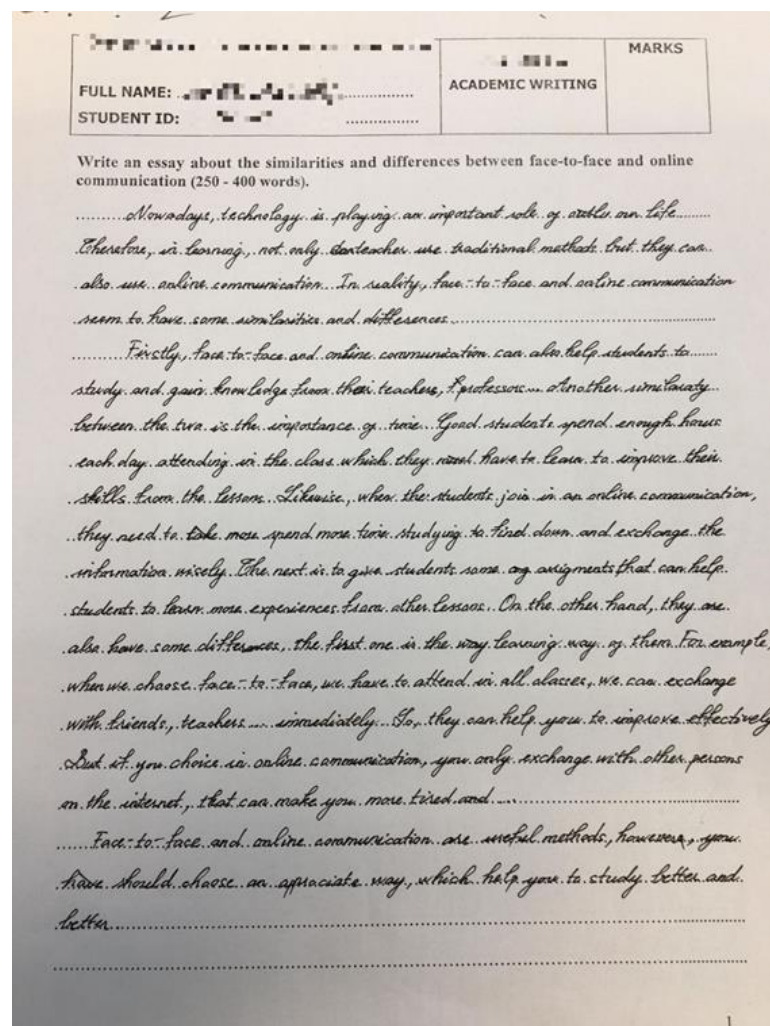 MARKS
ACADEMIC WRITING
FULL NAME: ................
STUDENT ID: ................
Write an essay about the similarities and differences between face-to-face and online
communication (250 - 400 words).
Nowadays, technology is playing an important role of our life
Therefore, in learning, not only teacher use traditional methods but they can
also use online communication. In reality, face-to-face and online communication
seem to have some similarities and differences
Firstly, face-to-face and online communication can also help students to
study and gain knowledge from their teachers, professors... Another similaraty
between the two is the importance of time. Good students spend enough hours
each day attending in the class which they have to learn to improve their
skills from the lesson. Likewise, when the students join in an online communication,
they need to spend more time studying to find down and exchange the
information wisely. The next is to give students some assigments that can help
students to learn more experiences from other lessons. On the other hand, they are
also have some differences, the first one is the learning way of them. For example,
when we choose face-to-face, we have to attend in all classes, we can exchange
with friends, teachers.... immediately. So, they can help you to improve effectively
But if you choice in online communication, you only exchange with other persons
on the internet, that can make you more tired and ....
Face-to-face and online communication are useful methods, however, you
should choose an appraciate way, which help you to study better and
better
1